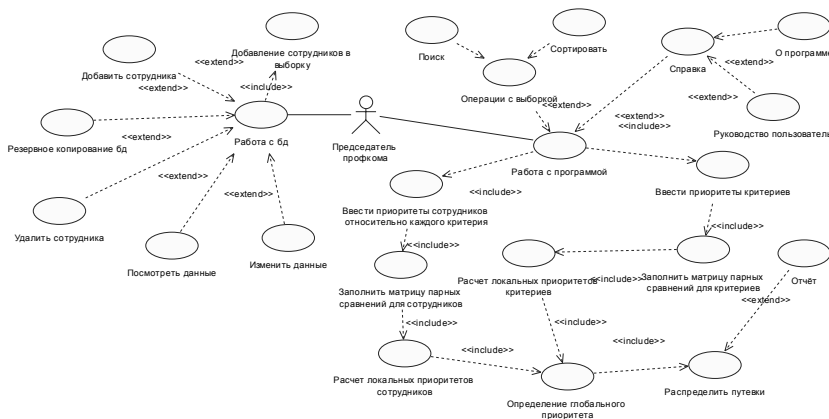 Добавление сотрудников в
выборку
Добавить сотрудника
<<extend>>
<<extend>>
<<include>>
Резервное копирование бд
<<extend>>
Работа с бд
Удалить сотрудника
<<extend>>
<<extend>>
Посмотреть данные
Изменить данные
Председатель
профкома
Поиск
Сортировать
Операции с выборкой
<<extend>>
Справка
О программе
<<extend>>
<<extend>>
<<extend>>
<<include>>
Руководство пользователь
Работа с программой
<<include>>
Ввести приоритеты критериев
Ввести приоритеты сотрудников
относительно каждого критерия
<<include>>
<<include>>
Заполнить матрицу парных
сравнений для сотрудников
Расчет локальных приоритетов
критериев
<<include>>
Заполнить матрицу парных
сравнений для критериев
Отчёт
<<extend>>
<<include>>
<<include>>
<<include>>
<<include>>
Расчет локальных приоритетов
сотрудников
Определение глобального
приоритета
Распределить путевки